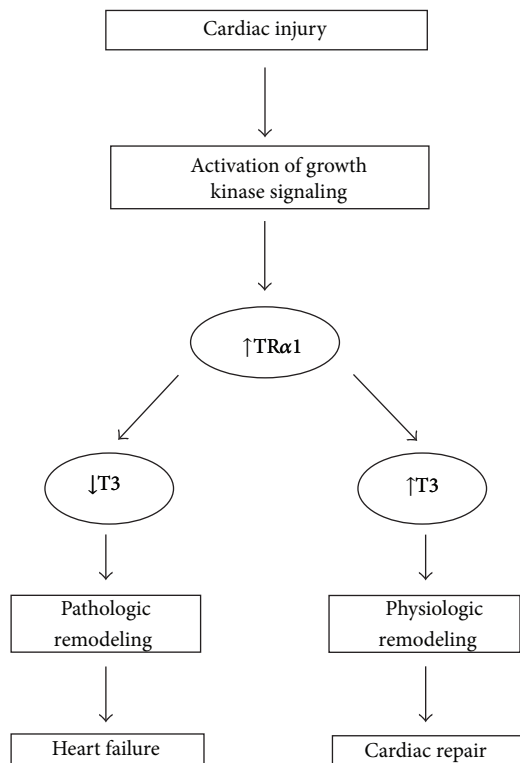 Cardiac injury
Activation of growth
kinase signaling
↑TRα1
↓T3
↑T3
Pathologic
remodeling
Physiologic
remodeling
Heart failure
Cardiac repair